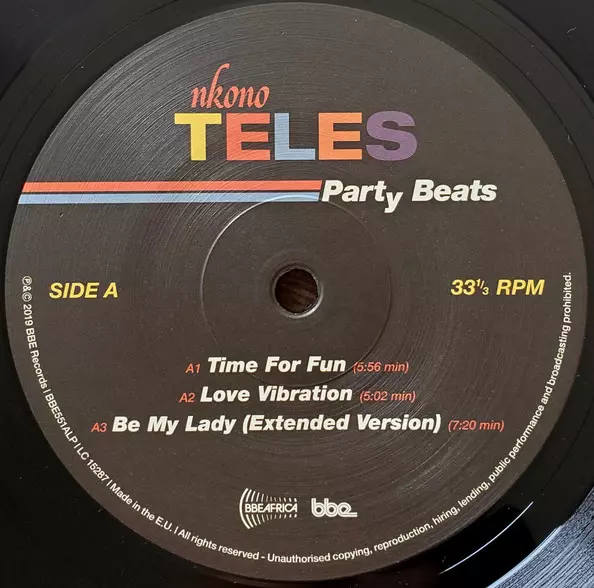 nkono
TELES
Party Beats
SIDE A
33 1/3 RPM
A1 Time For Fun (5:56 min)
A2 Love Vibration (5:02 min)
A3 Be My Lady (Extended Version) (7:20 min)
BBEAFRICA
bbe
℗&© 2019 BBE Records | BBE551ALP | LC 15287 | Made in the E.U. | All rights reserved - Unauthorised copying, reproduction, hiring, lending, public performance and broadcasting prohibited.